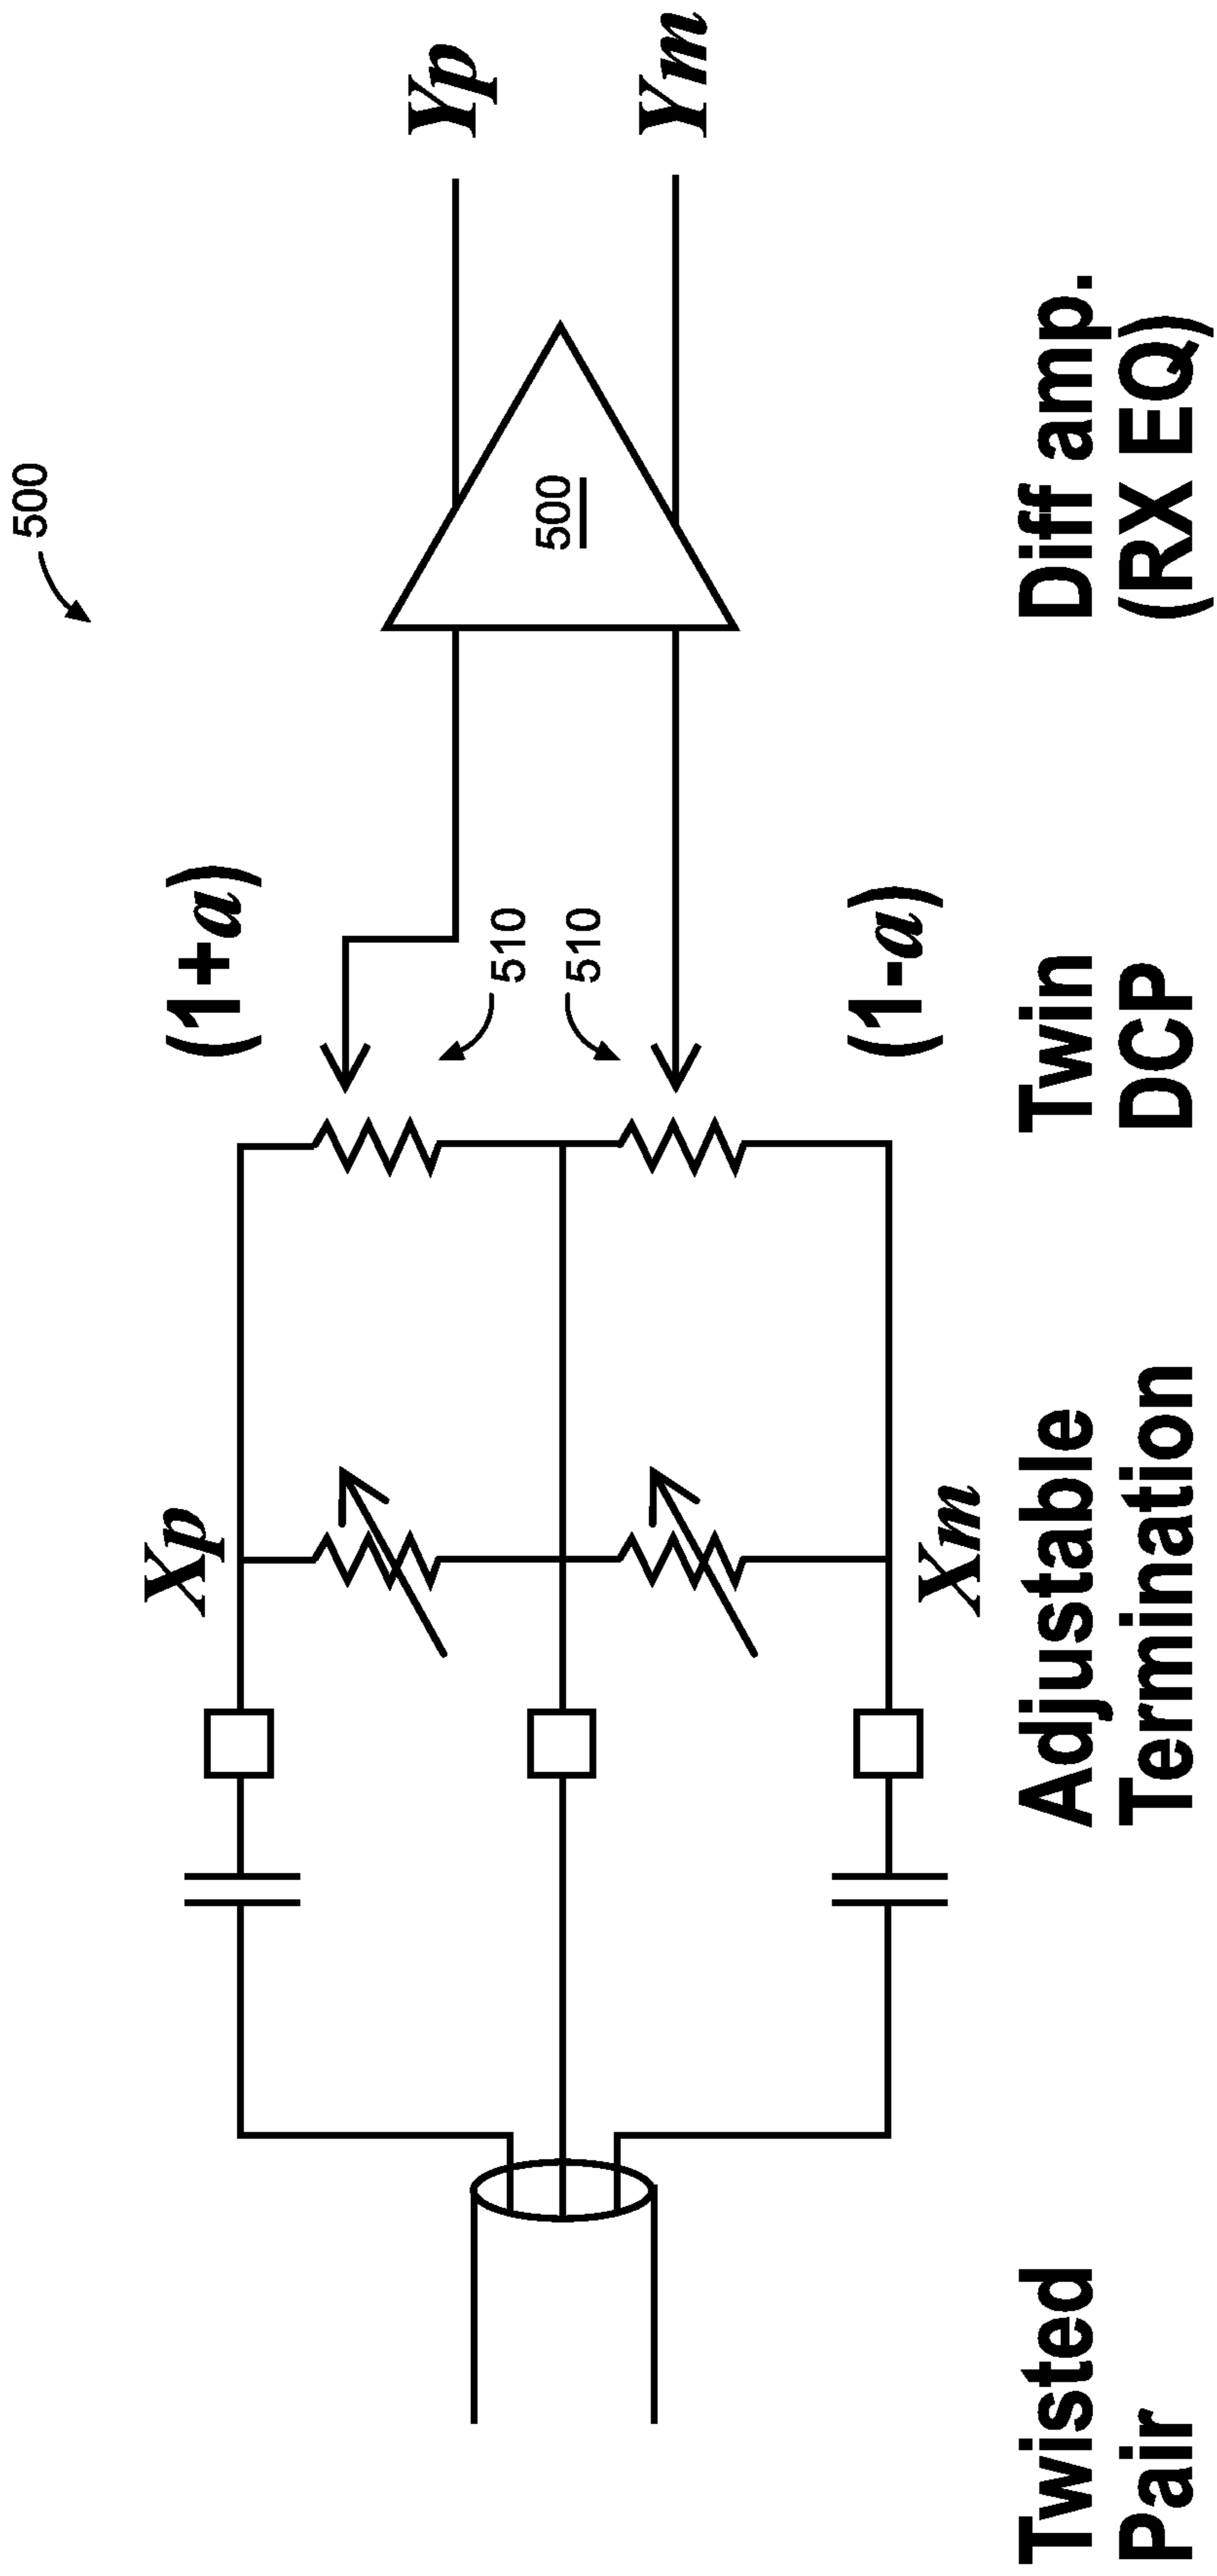 500
Yp
Ym
500
(1+a)
510
510
(1-a)
Xp
Xm
Twisted
Pair
Adjustable
Termination
Twin
DCP
Diff amp.
(RX EQ)